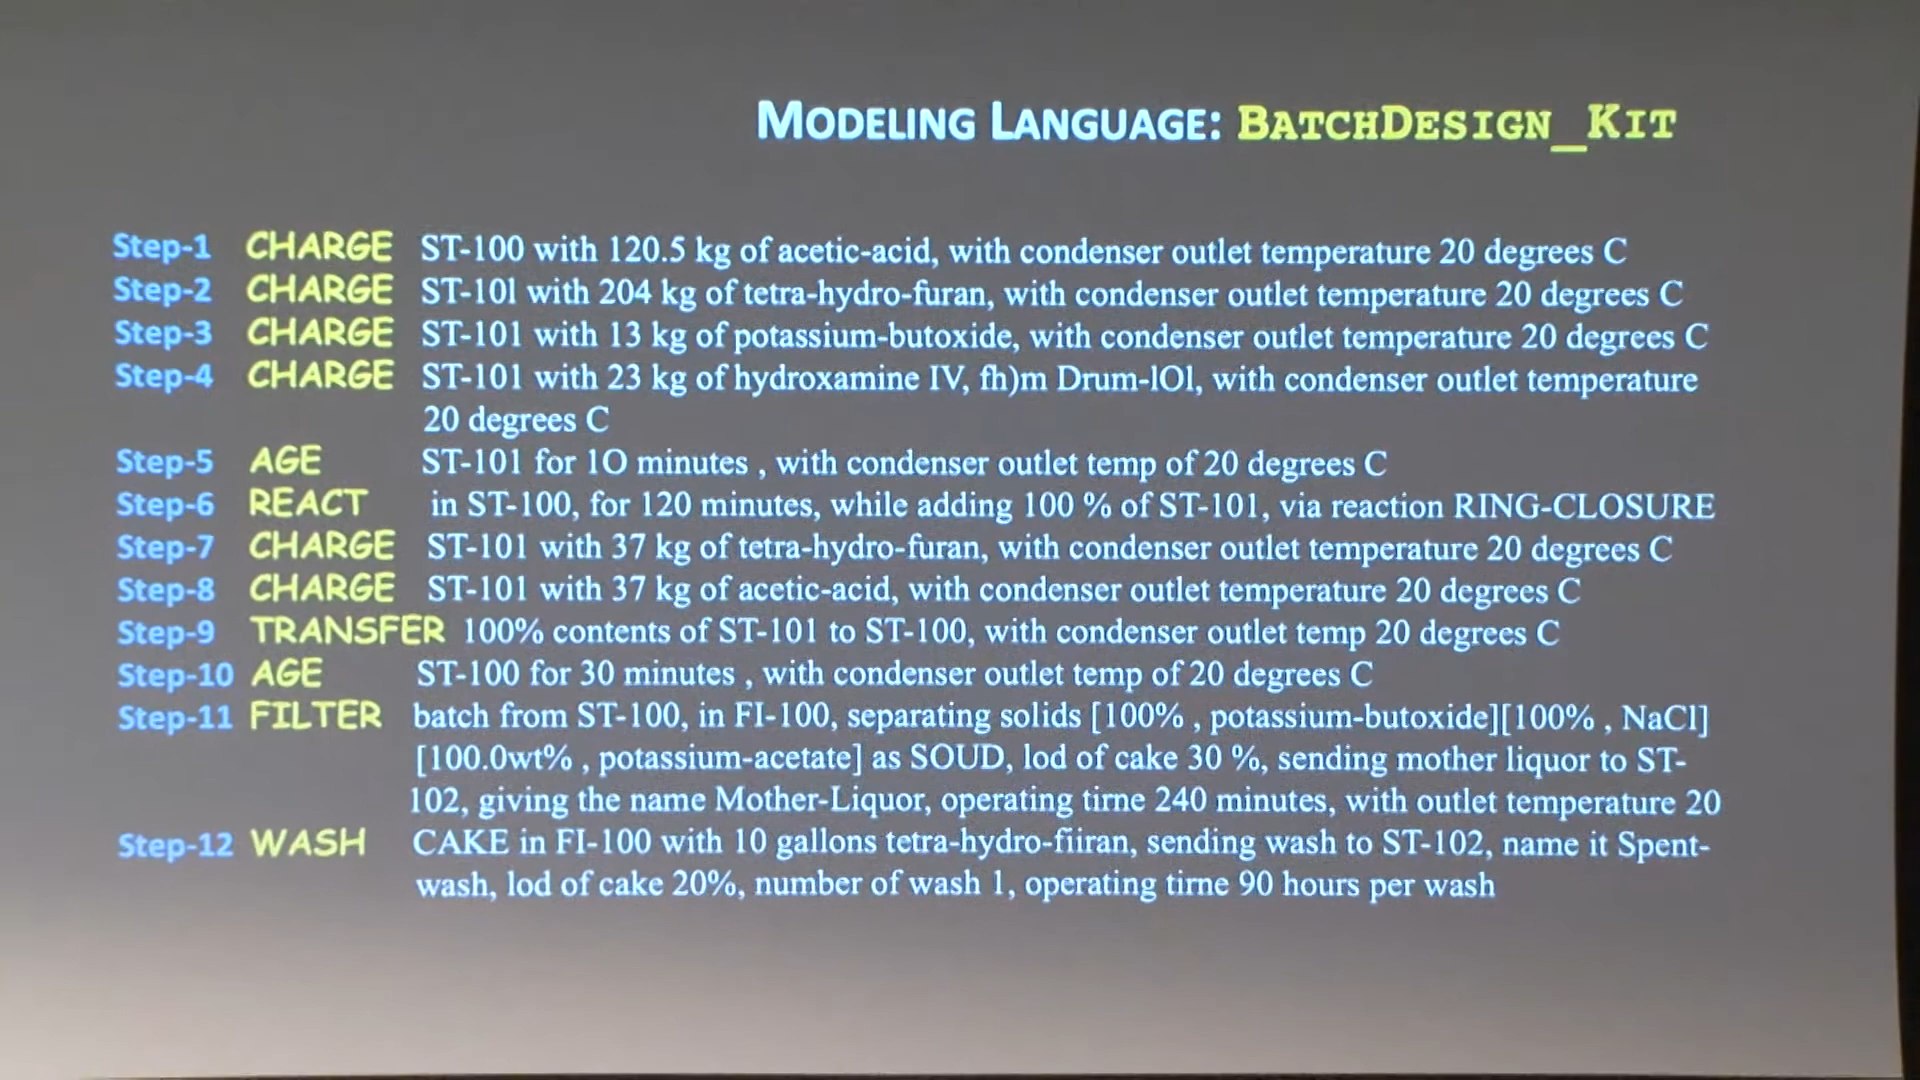 MODELING LANGUAGE: BATCHDESIGN_KIT
Step-1 CHARGE ST-100 with 120.5 kg of acetic-acid, with condenser outlet temperature 20 degrees C
Step-2 CHARGE ST-10l with 204 kg of tetra-hydro-furan, with condenser outlet temperature 20 degrees C
Step-3 CHARGE ST-101 with 13 kg of potassium-butoxide, with condenser outlet temperature 20 degrees C
Step-4 CHARGE ST-101 with 23 kg of hydroxamine IV, fh)m Drum-lOl, with condenser outlet temperature
20 degrees C
Step-5 AGE ST-101 for 1O minutes , with condenser outlet temp of 20 degrees C
Step-6 REACT in ST-100, for 120 minutes, while adding 100 % of ST-101, via reaction RING-CLOSURE
Step-7 CHARGE ST-101 with 37 kg of tetra-hydro-furan, with condenser outlet temperature 20 degrees C
Step-8 CHARGE ST-101 with 37 kg of acetic-acid, with condenser outlet temperature 20 degrees C
Step-9 TRANSFER 100% contents of ST-101 to ST-100, with condenser outlet temp 20 degrees C
Step-10 AGE ST-100 for 30 minutes , with condenser outlet temp of 20 degrees C
Step-11 FILTER batch from ST-100, in FI-100, separating solids [100% , potassium-butoxide][100% , NaCl]
[100.0wt% , potassium-acetate] as SOUD, lod of cake 30 %, sending mother liquor to ST-
102, giving the name Mother-Liquor, operating tirne 240 minutes, with outlet temperature 20
Step-12 WASH CAKE in FI-100 with 10 gallons tetra-hydro-fiiran, sending wash to ST-102, name it Spent-
wash, lod of cake 20%, number of wash 1, operating tirne 90 hours per wash